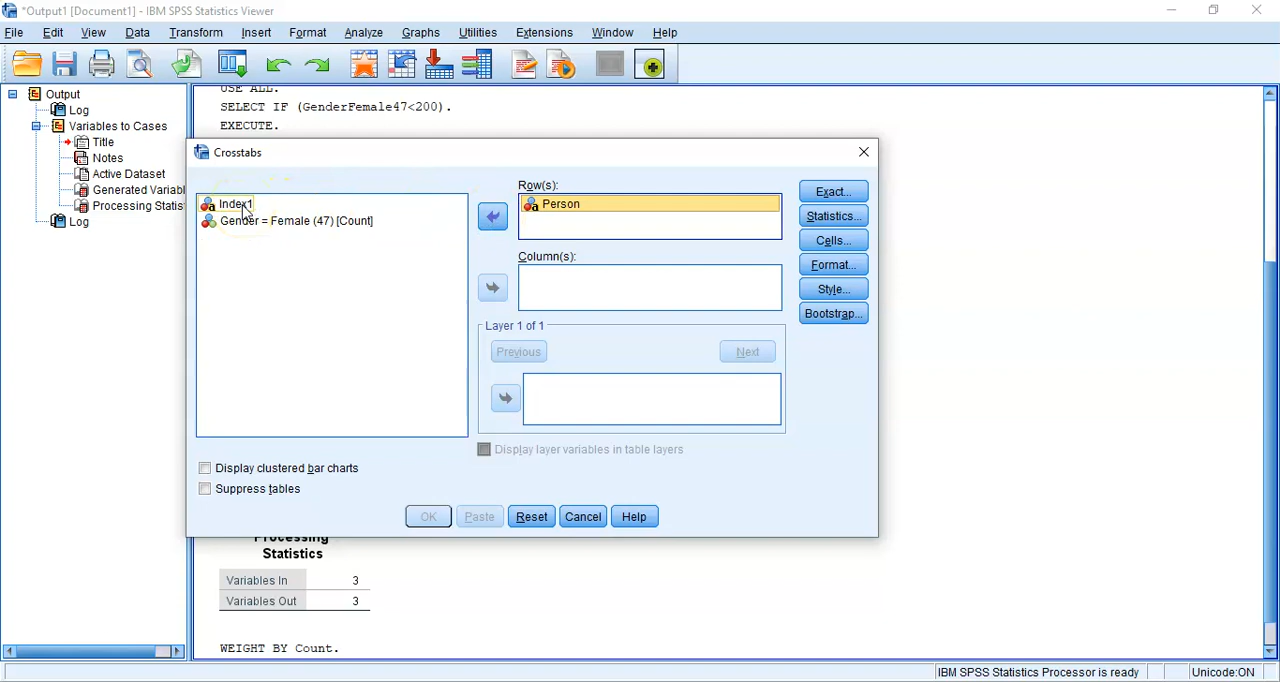 *Output1 [Document1] - IBM SPSS Statistics Viewer
File Edit View Data Transform Insert Format Analyze Graphs Utilities Extensions Window Help
Output
Log
Variables to Cases
Title
Notes
Active Dataset
Generated Variabl
Processing Statis
Log
USE ALL.
SELECT IF (GenderFemale47<200).
EXECUTE.
Crosstabs
Index1
Gender = Female (47) [Count]
Row(s):
Person
Column(s):
Layer 1 of 1
Previous
Next
Display layer variables in table layers
Exact...
Statistics...
Cells...
Format...
Style...
Bootstrap...
Display clustered bar charts
Suppress tables
OK Paste Reset Cancel Help
Processing
Statistics
Variables In 3
Variables Out 3
WEIGHT BY Count.
IBM SPSS Statistics Processor is ready Unicode:ON